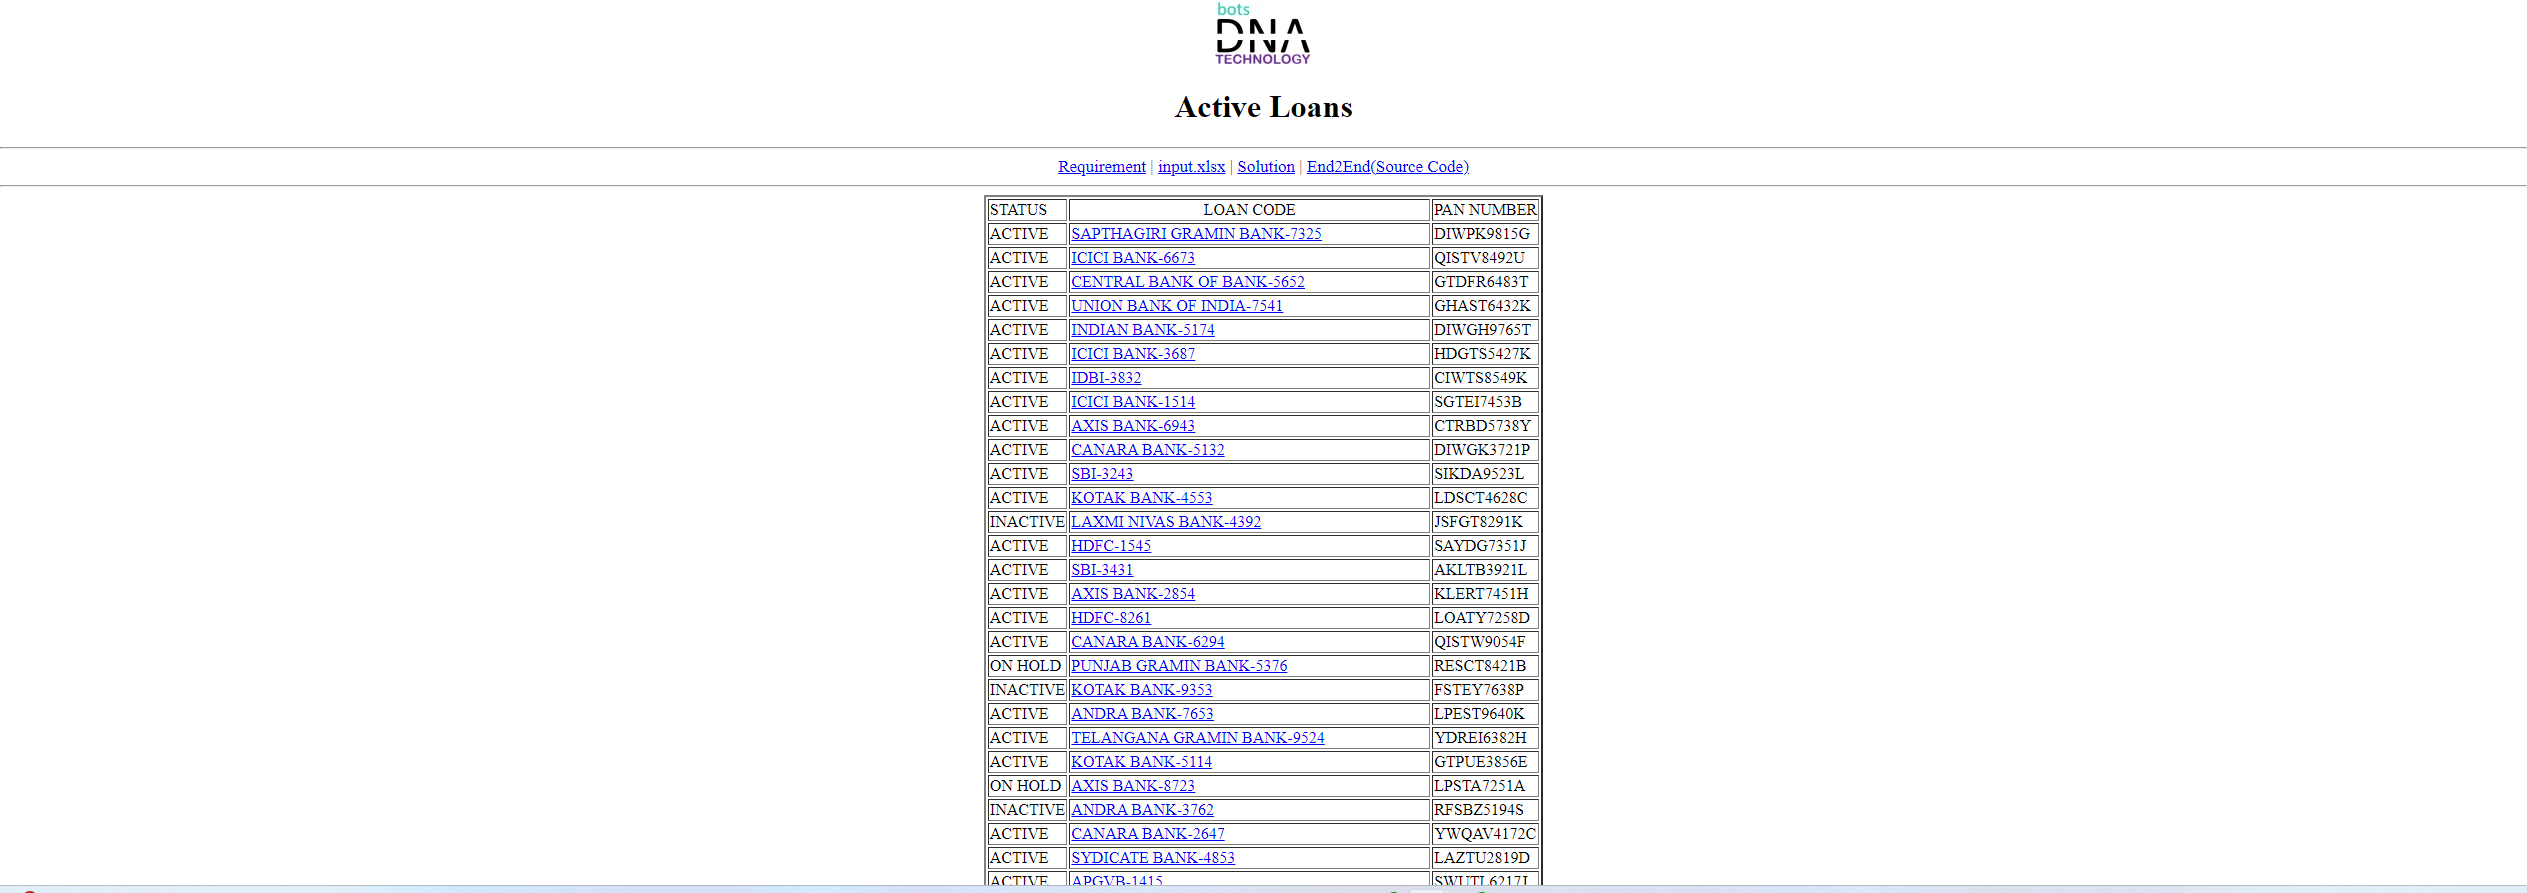 bots
DNA
TECHNOLOGY
Active Loans
Requirement | input.xlsx | Solution | End2End(Source Code)
STATUS LOAN CODE PAN NUMBER
ACTIVE SAPTHAGIRI GRAMIN BANK-7325 DIWPK9815G
ACTIVE ICICI BANK-6673 QISTV8492U
ACTIVE CENTRAL BANK OF BANK-5652 GTDFR6483T
ACTIVE UNION BANK OF INDIA-7541 GHAST6432K
ACTIVE INDIAN BANK-5174 DIWGH9765T
ACTIVE ICICI BANK-3687 HDGTS5427K
ACTIVE IDBI-3832 CIWTS8549K
ACTIVE ICICI BANK-1514 SGTEI7453B
ACTIVE AXIS BANK-6943 CTRBD5738Y
ACTIVE CANARA BANK-5132 DIWGK3721P
ACTIVE SBI-3243 SIKDA9523L
ACTIVE KOTAK BANK-4553 LDSCT4628C
INACTIVE LAXMI NIVAS BANK-4392 JSFGT8291K
ACTIVE HDFC-1545 SAYDG7351J
ACTIVE SBI-3431 AKLTB3921L
ACTIVE AXIS BANK-2854 KLERT7451H
ACTIVE HDFC-8261 LOATY7258D
ACTIVE CANARA BANK-6294 QISTW9054F
ON HOLD PUNJAB GRAMIN BANK-5376 RESCT8421B
INACTIVE KOTAK BANK-9353 FSTEY7638P
ACTIVE ANDRA BANK-7653 LPEST9640K
ACTIVE TELANGANA GRAMIN BANK-9524 YDREI6382H
ACTIVE KOTAK BANK-5114 GTPUE3856E
ON HOLD AXIS BANK-8723 LPSTA7251A
INACTIVE ANDRA BANK-3762 RFSBZ5194S
ACTIVE CANARA BANK-2647 YWQAV4172C
ACTIVE SYDICATE BANK-4853 LAZTU2819D
ACTIVE APGVB-1415